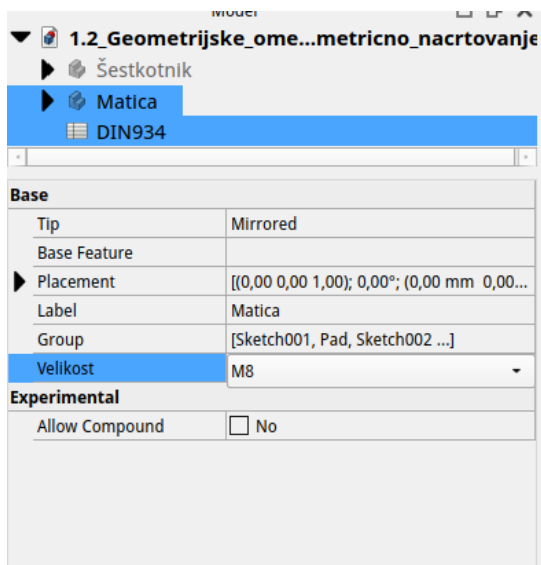 Model
1.2_Geometrijske_ome...metricno_nacrtovanje
Šestkotnik
Matica
DIN934
Base
Tip Mirrored
Base Feature
Placement [(0,00 0,00 1,00); 0,00°; (0,00 mm 0,00...
Label Matica
Group [Sketch001, Pad, Sketch002 ...]
Velikost M8
Experimental
Allow Compound No